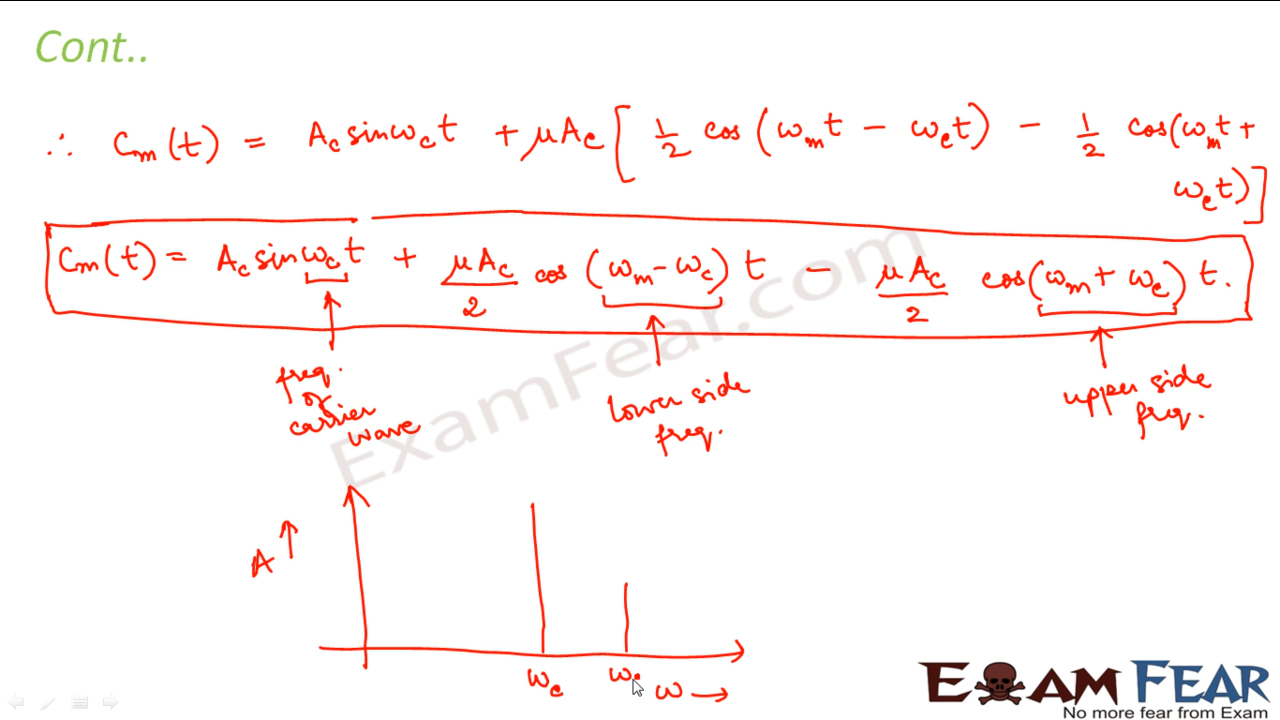 Cont..
∴ Cm(t) = Ac sinωct + μAc [ 1/2 cos (ωmt − ωct) − 1/2 cos(ωmt +
ωct) ]
Cm(t) = Ac sinωct + μAc/2 cos (ωm − ωc) t − μAc/2 cos(ωm + ωc) t.
freq. of carrier wave
lower side freq.
upper side freq.
ExamFear.com
A ↑
ωc
ω
ω →
EXAM FEAR
No more fear from Exam